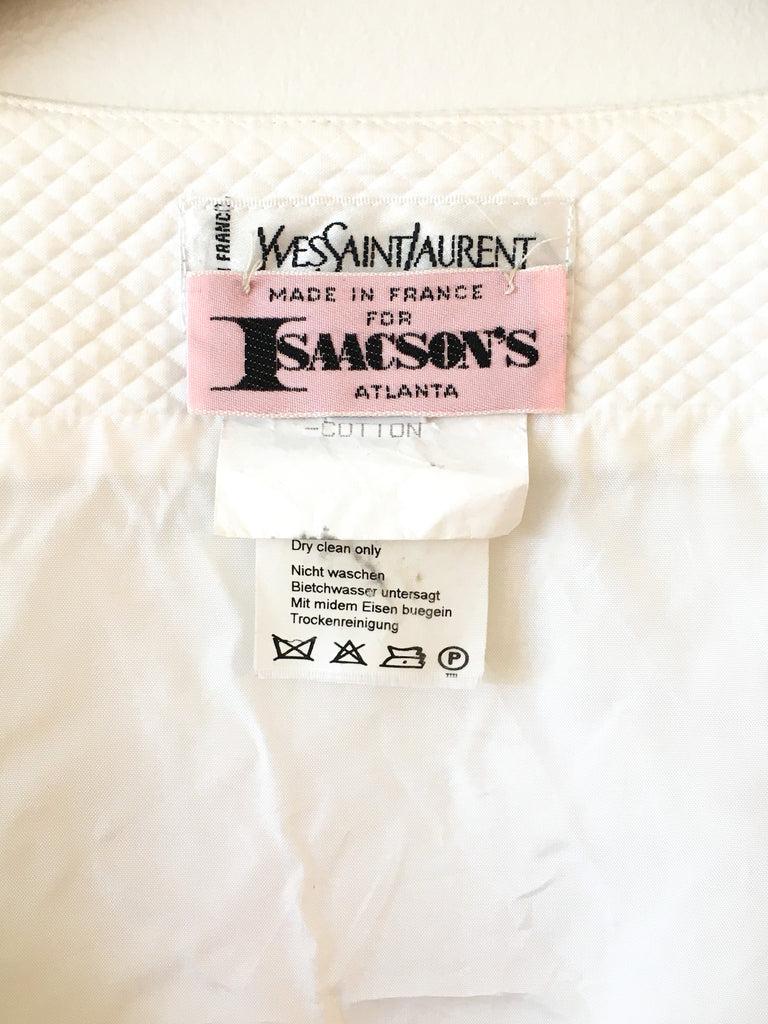 YVESSAINTLAURENT
MADE IN FRANCE
FOR
ISAACSON'S
ATLANTA
-COTTON
Dry clean only
Nicht waschen
Bietchwasser untersagt
Mit midem Eisen buegein
Trockenreinigung
P